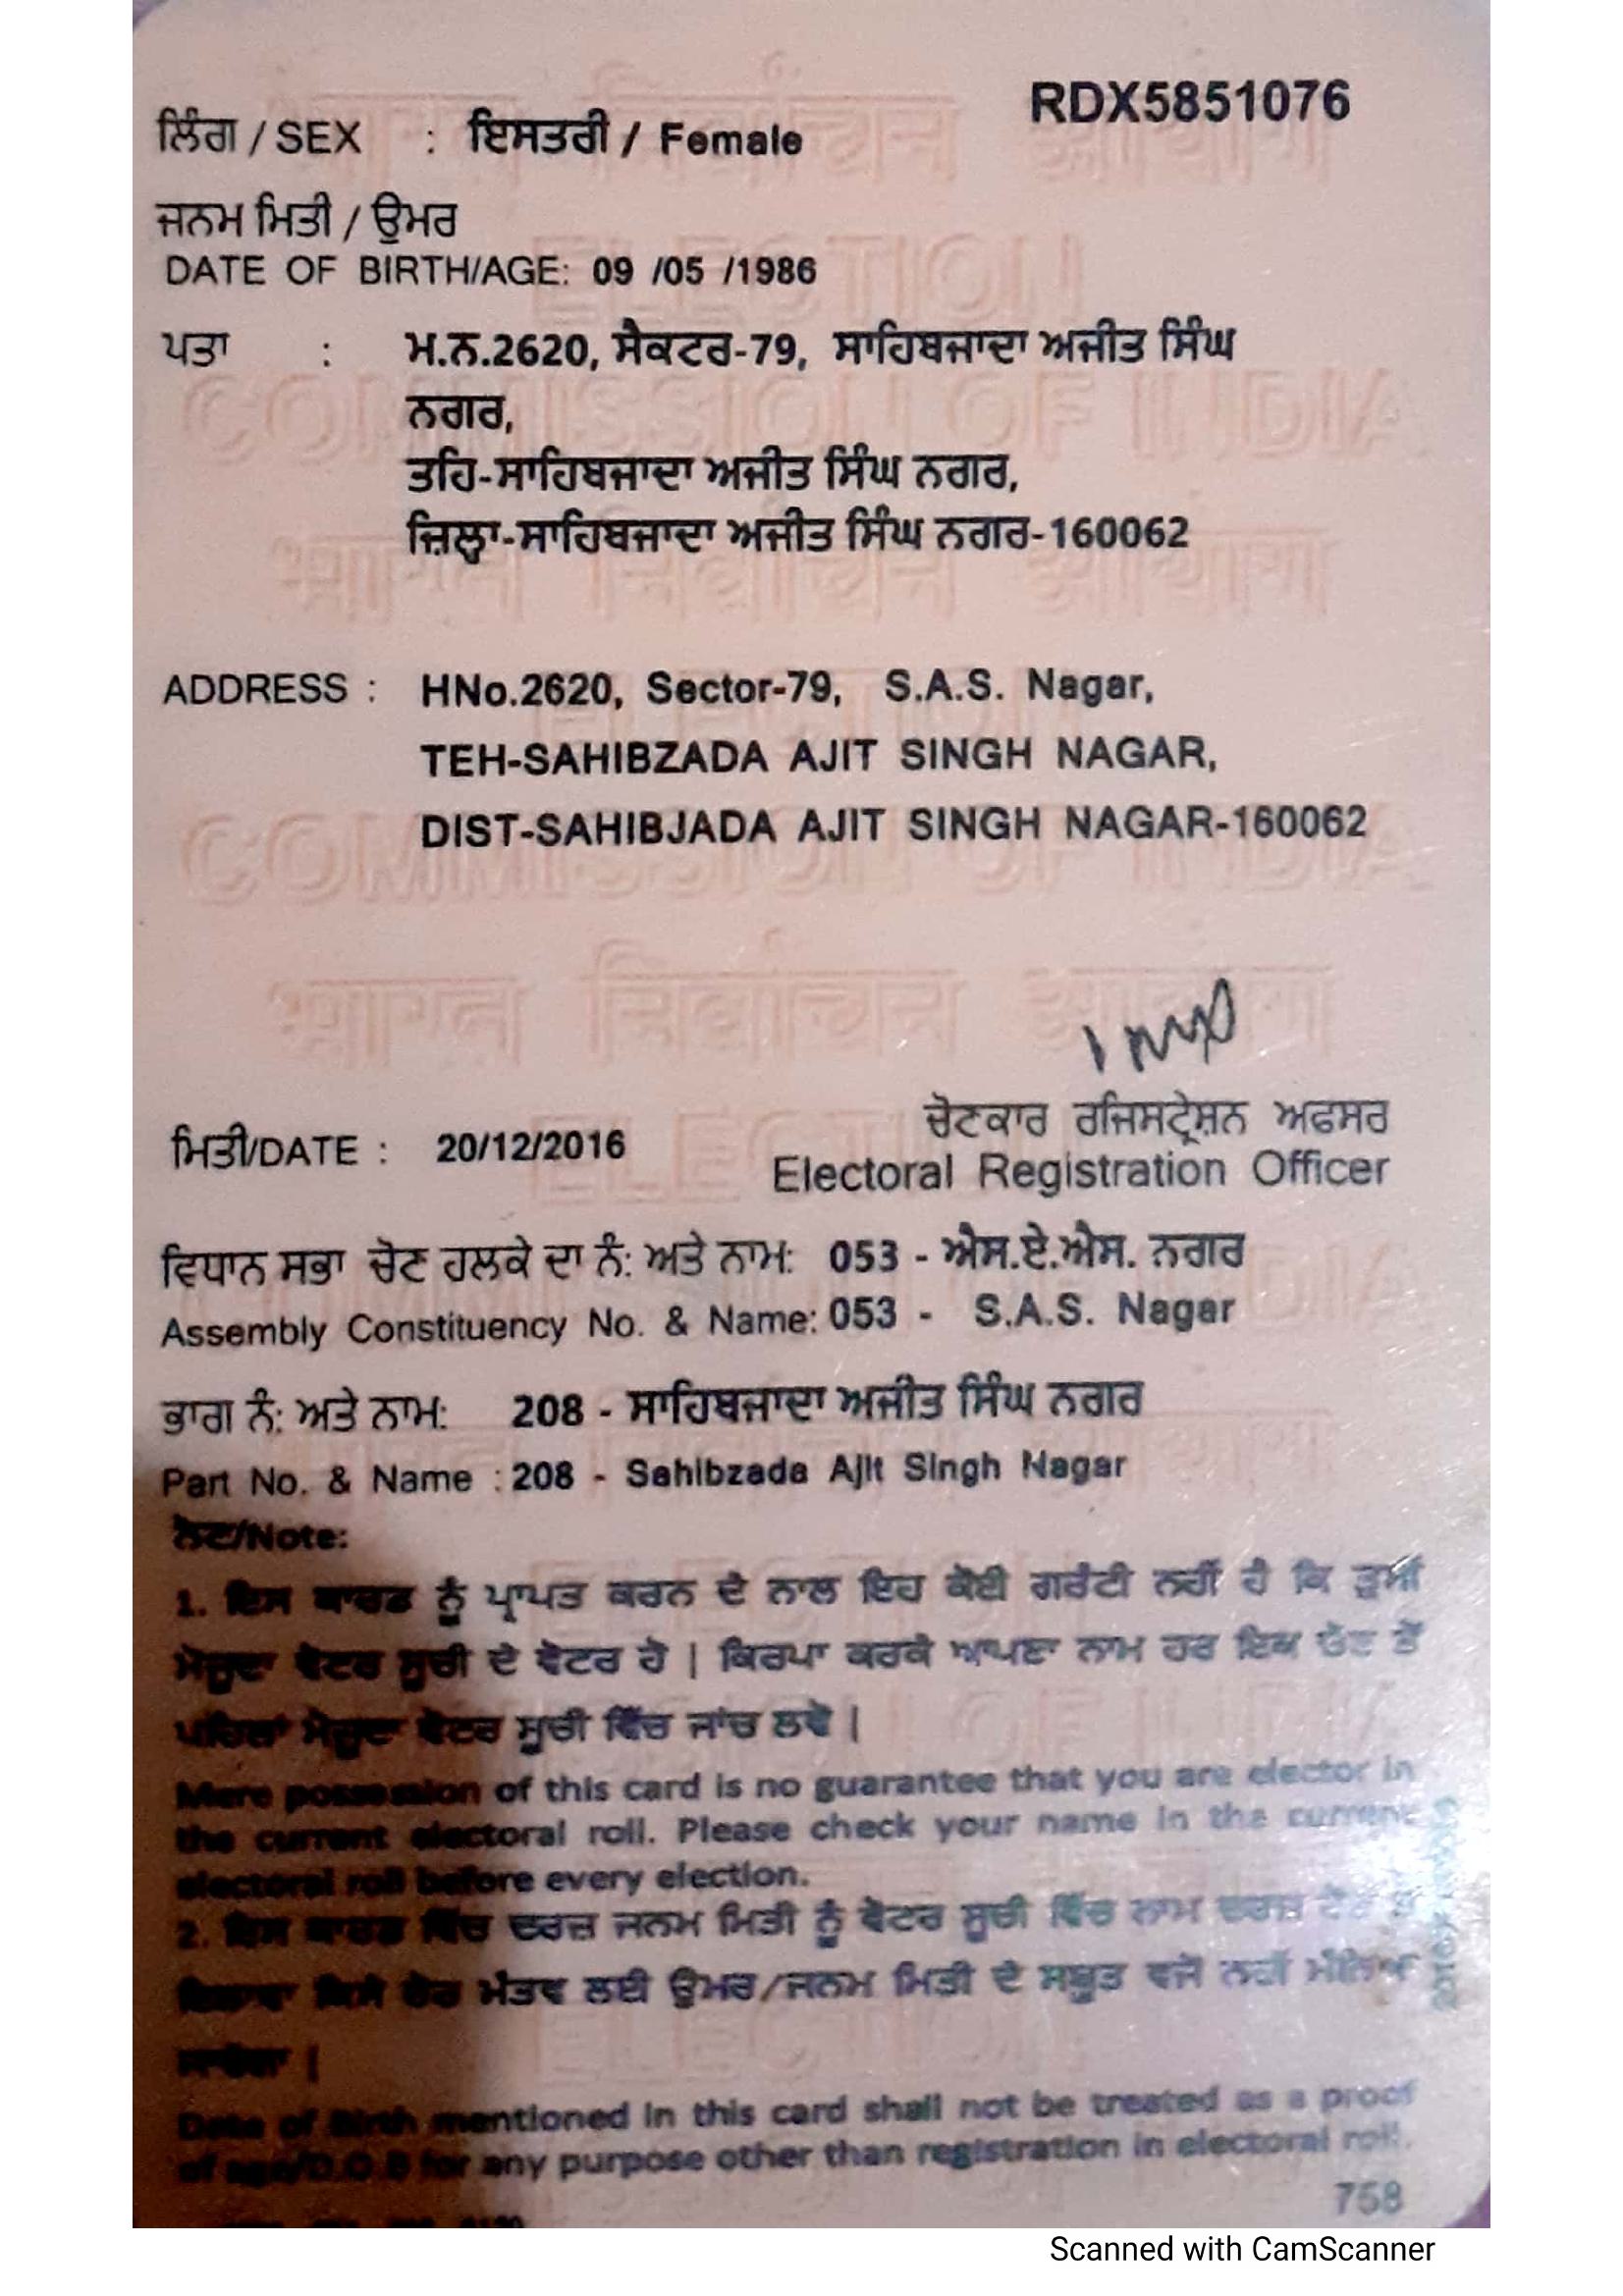 RDX5851076
ਲਿੰਗ / SEX : ਇਸਤਰੀ / Female
ਜਨਮ ਮਿਤੀ / ਉਮਰ
DATE OF BIRTH/AGE: 09 /05 /1986
ਪਤਾ : ਮ.ਨ.2620, ਸੈਕਟਰ-79, ਸਾਹਿਬਜਾਦਾ ਅਜੀਤ ਸਿੰਘ
ਨਗਰ,
ਤਹਿ-ਸਾਹਿਬਜਾਦਾ ਅਜੀਤ ਸਿੰਘ ਨਗਰ,
ਜ਼ਿਲ੍ਹਾ-ਸਾਹਿਬਜਾਦਾ ਅਜੀਤ ਸਿੰਘ ਨਗਰ-160062
ADDRESS : HNo.2620, Sector-79, S.A.S. Nagar,
TEH-SAHIBZADA AJIT SINGH NAGAR,
DIST-SAHIBJADA AJIT SINGH NAGAR-160062
ਚੋਣਕਾਰ ਰਜਿਸਟ੍ਰੇਸ਼ਨ ਅਫਸਰ
ਮਿਤੀ/DATE : 20/12/2016
Electoral Registration Officer
ਵਿਧਾਨ ਸਭਾ ਚੋਣ ਹਲਕੇ ਦਾ ਨੰ: ਅਤੇ ਨਾਮ: 053 - ਐਸ.ਏ.ਐਸ. ਨਗਰ
Assembly Constituency No. & Name: 053 - S.A.S. Nagar
ਭਾਗ ਨੰ: ਅਤੇ ਨਾਮ: 208 - ਸਾਹਿਬਜਾਦਾ ਅਜੀਤ ਸਿੰਘ ਨਗਰ
Part No. & Name : 208 - Sahibzada Ajit Singh Nagar
ਨੋਟ/Note:
1. ਇਸ ਕਾਰਡ ਨੂੰ ਪ੍ਰਾਪਤ ਕਰਨ ਦੇ ਨਾਲ ਇਹ ਕੋਈ ਗਰੰਟੀ ਨਹੀਂ ਹੈ ਕਿ ਤੁਸੀਂ
ਮੌਜੂਦਾ ਵੋਟਰ ਸੂਚੀ ਦੇ ਵੋਟਰ ਹੋ | ਕਿਰਪਾ ਕਰਕੇ ਆਪਣਾ ਨਾਮ ਹਰ ਇਕ ਚੋਣ ਤੋਂ
ਪਹਿਲਾਂ ਮੌਜੂਦਾ ਵੋਟਰ ਸੂਚੀ ਵਿੱਚ ਜਾਂਚ ਲਵੋ |
Mere possession of this card is no guarantee that you are elector in
the current electoral roll. Please check your name in the current
electoral roll before every election.
2. ਇਸ ਕਾਰਡ ਵਿੱਚ ਦਰਜ਼ ਜਨਮ ਮਿਤੀ ਨੂੰ ਵੋਟਰ ਸੂਚੀ ਵਿੱਚ ਨਾਮ ਦਰਜ਼
ਮੰਤਵ ਲਈ ਉਮਰ/ਜਨਮ ਮਿਤੀ ਦੇ ਸਬੂਤ ਵਜੋਂ ਨਹੀਂ ਮੰਨਿਆ
ਜਾਵੇਗਾ |
Date of Birth mentioned in this card shall not be treated as a proof
of age/D.O.B for any purpose other than registration in electoral roll.
758
Scanned with CamScanner